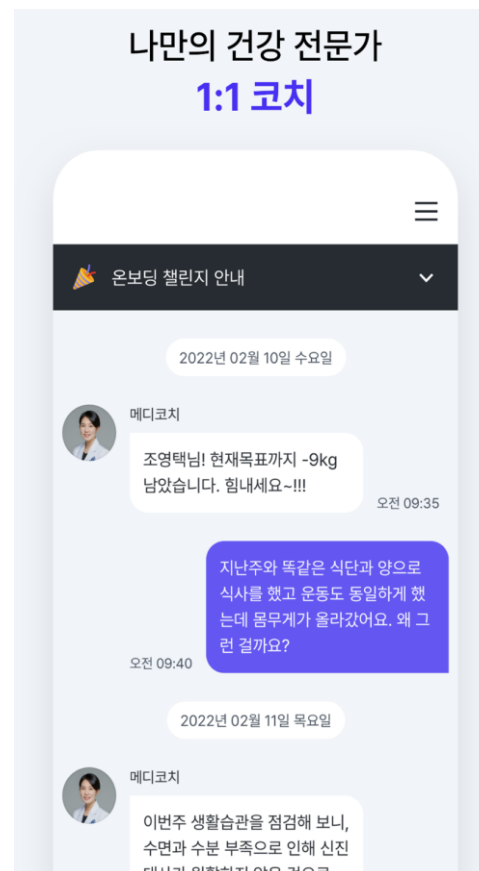 나만의 건강 전문가
1:1 코치
온보딩 챌린지 안내
2022년 02월 10일 수요일
메디코치
조영택님! 현재목표까지 -9kg
남았습니다. 힘내세요~!!!
오전 09:35
지난주와 똑같은 식단과 양으로
식사를 했고 운동도 동일하게 했
는데 몸무게가 올라갔어요. 왜 그
런 걸까요?
오전 09:40
2022년 02월 11일 목요일
메디코치
이번주 생활습관을 점검해 보니,
수면과 수분 부족으로 인해 신진